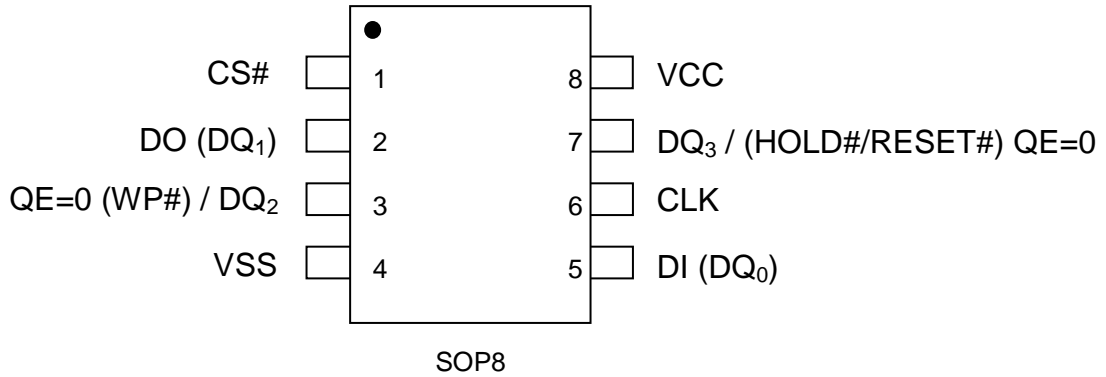 CS# 1 8 VCC
DO (DQ₁) 2 7 DQ₃ / (HOLD#/RESET#) QE=0
QE=0 (WP#) / DQ₂ 3 6 CLK
VSS 4 5 DI (DQ₀)
SOP8